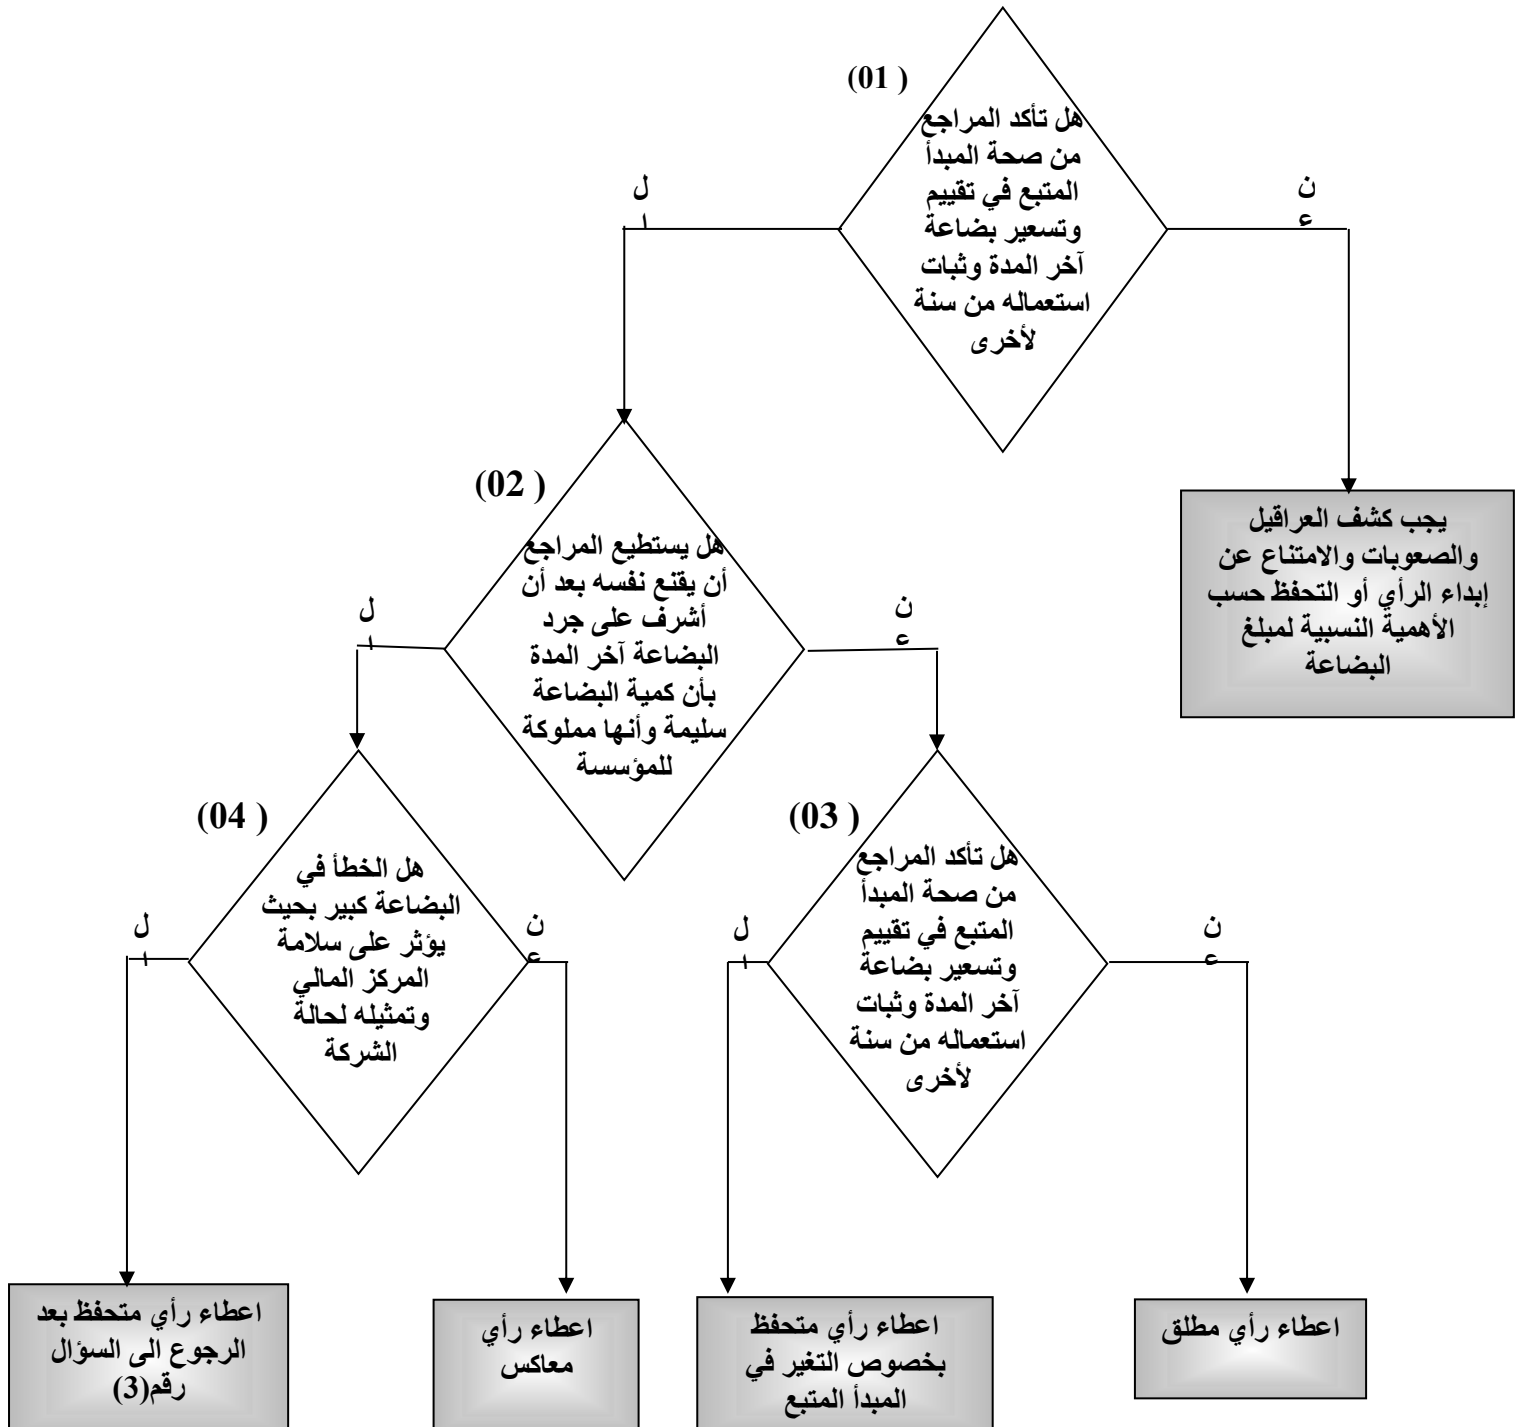 (01 )
هل تأكد المراجع
من صحة المبدأ
المتبع في تقييم
وتسعير بضاعة
آخر المدة وثبات
استعماله من سنة
لأخرى
ن
ع
ل
ا
يجب كشف العراقيل
والصعوبات والامتناع عن
إبداء الرأي أو التحفظ حسب
الأهمية النسبية لمبلغ
البضاعة
(02 )
هل يستطيع المراجع
أن يقنع نفسه بعد أن
أشرف على جرد
البضاعة آخر المدة
بأن كمية البضاعة
سليمة وأنها مملوكة
للمؤسسة
ن
ع
ل
ا
(03 )
هل تأكد المراجع
من صحة المبدأ
المتبع في تقييم
وتسعير بضاعة
آخر المدة وثبات
استعماله من سنة
لأخرى
ن
ع
ل
ا
(04 )
هل الخطأ في
البضاعة كبير بحيث
يؤثر على سلامة
المركز المالي
وتمثيله لحالة
الشركة
ن
ع
ل
ا
اعطاء رأي مطلق
اعطاء رأي متحفظ
بخصوص التغير في
المبدأ المتبع
اعطاء رأي
معاكس
اعطاء رأي متحفظ بعد
الرجوع الى السؤال
رقم(3)